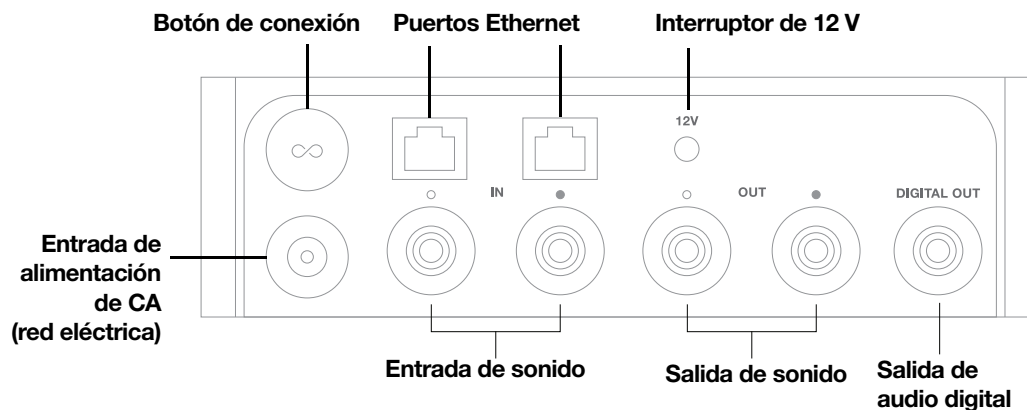 Botón de conexión
Puertos Ethernet
Interruptor de 12 V
12V
IN
OUT
DIGITAL OUT
Entrada de
alimentación
de CA
(red eléctrica)
Entrada de sonido
Salida de sonido
Salida de
audio digital